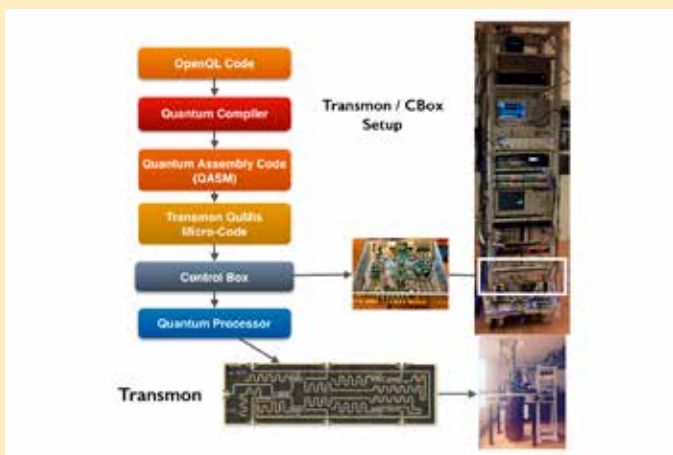 OpenQL Code
Quantum Compiler
Quantum Assembly Code
(QASM)
Transmon QuMis
Micro-Code
Control Box
Quantum Processor
Transmon / CBox
Setup
Transmon